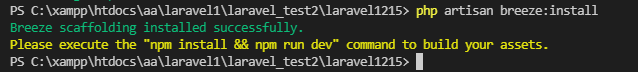 PS C:\xampp\htdocs\aa\laravel1\laravel_test2\laravel1215> php artisan breeze:install
Breeze scaffolding installed successfully.
Please execute the "npm install && npm run dev" command to build your assets.
PS C:\xampp\htdocs\aa\laravel1\laravel_test2\laravel1215>